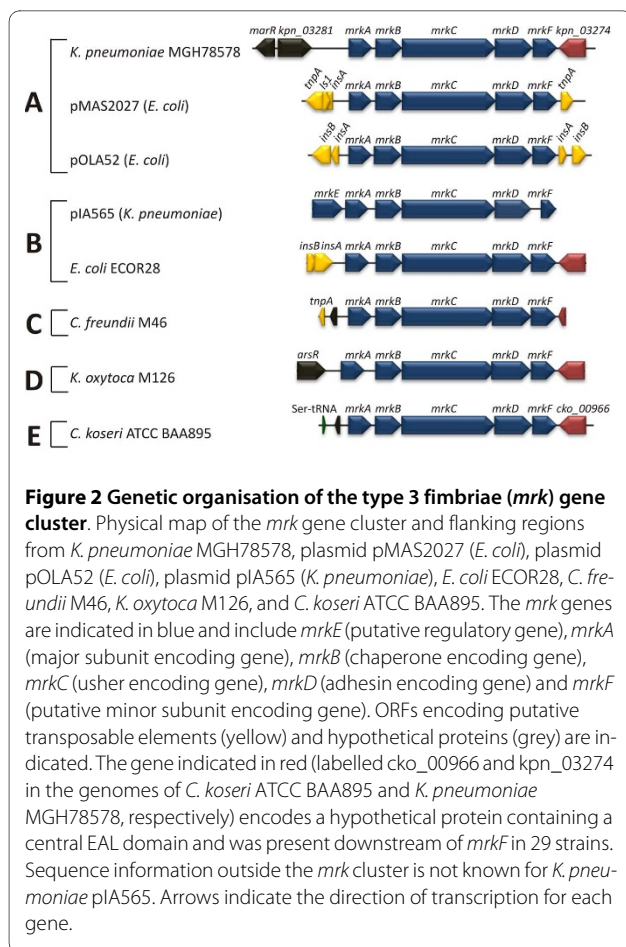 marR kpn_03281 mrkA mrkB mrkC mrkD mrkF kpn_03274
K. pneumoniae MGH78578
A
tnpA Is1 insA mrkA mrkB mrkC mrkD mrkF tnpA
pMAS2027 (E. coli)
insB insA mrkA mrkB mrkC mrkD mrkF insA insB
pOLA52 (E. coli)
mrkE mrkA mrkB mrkC mrkD mrkF
pIA565 (K. pneumoniae)
B
insB insA mrkA mrkB mrkC mrkD mrkF
E. coli ECOR28
tnpA mrkA mrkB mrkC mrkD mrkF
C
C. freundii M46
arsR mrkA mrkB mrkC mrkD mrkF
D
K. oxytoca M126
Ser-tRNA mrkA mrkB mrkC mrkD mrkF cko_00966
E
C. koseri ATCC BAA895
Figure 2 Genetic organisation of the type 3 fimbriae (mrk) gene
cluster. Physical map of the mrk gene cluster and flanking regions
from K. pneumoniae MGH78578, plasmid pMAS2027 (E. coli), plasmid
pOLA52 (E. coli), plasmid pIA565 (K. pneumoniae), E. coli ECOR28, C. fre-
undii M46, K. oxytoca M126, and C. koseri ATCC BAA895. The mrk genes
are indicated in blue and include mrkE (putative regulatory gene), mrkA
(major subunit encoding gene), mrkB (chaperone encoding gene),
mrkC (usher encoding gene), mrkD (adhesin encoding gene) and mrkF
(putative minor subunit encoding gene). ORFs encoding putative
transposable elements (yellow) and hypothetical proteins (grey) are in-
dicated. The gene indicated in red (labelled cko_00966 and kpn_03274
in the genomes of C. koseri ATCC BAA895 and K. pneumoniae
MGH78578, respectively) encodes a hypothetical protein containing a
central EAL domain and was present downstream of mrkF in 29 strains.
Sequence information outside the mrk cluster is not known for K. pneu-
moniae pIA565. Arrows indicate the direction of transcription for each
gene.